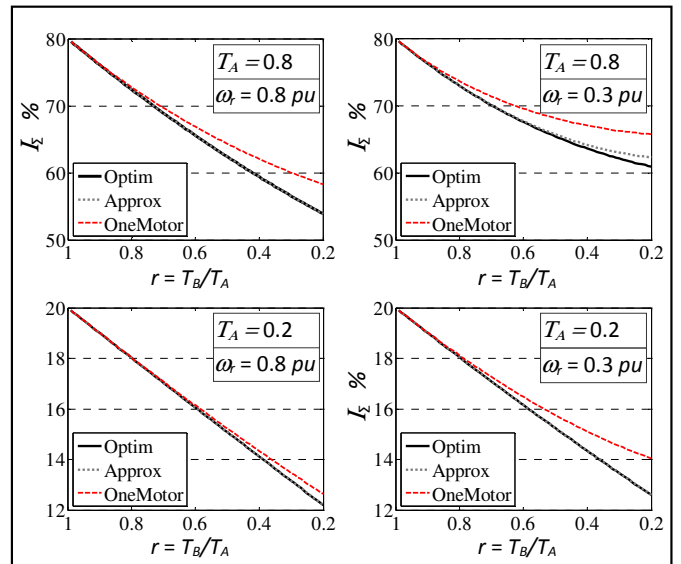 80
70
60
50
I_Σ %
T_A = 0.8
ω_r = 0.8 pu
Optim
Approx
OneMotor
1 0.8 0.6 0.4 0.2
r = T_B/T_A
80
70
60
50
I_Σ %
T_A = 0.8
ω_r = 0.3 pu
Optim
Approx
OneMotor
1 0.8 0.6 0.4 0.2
r = T_B/T_A
20
18
16
14
12
I_Σ %
T_A = 0.2
ω_r = 0.8 pu
Optim
Approx
OneMotor
1 0.8 0.6 0.4 0.2
r = T_B/T_A
20
18
16
14
12
I_Σ %
T_A = 0.2
ω_r = 0.3 pu
Optim
Approx
OneMotor
1 0.8 0.6 0.4 0.2
r = T_B/T_A